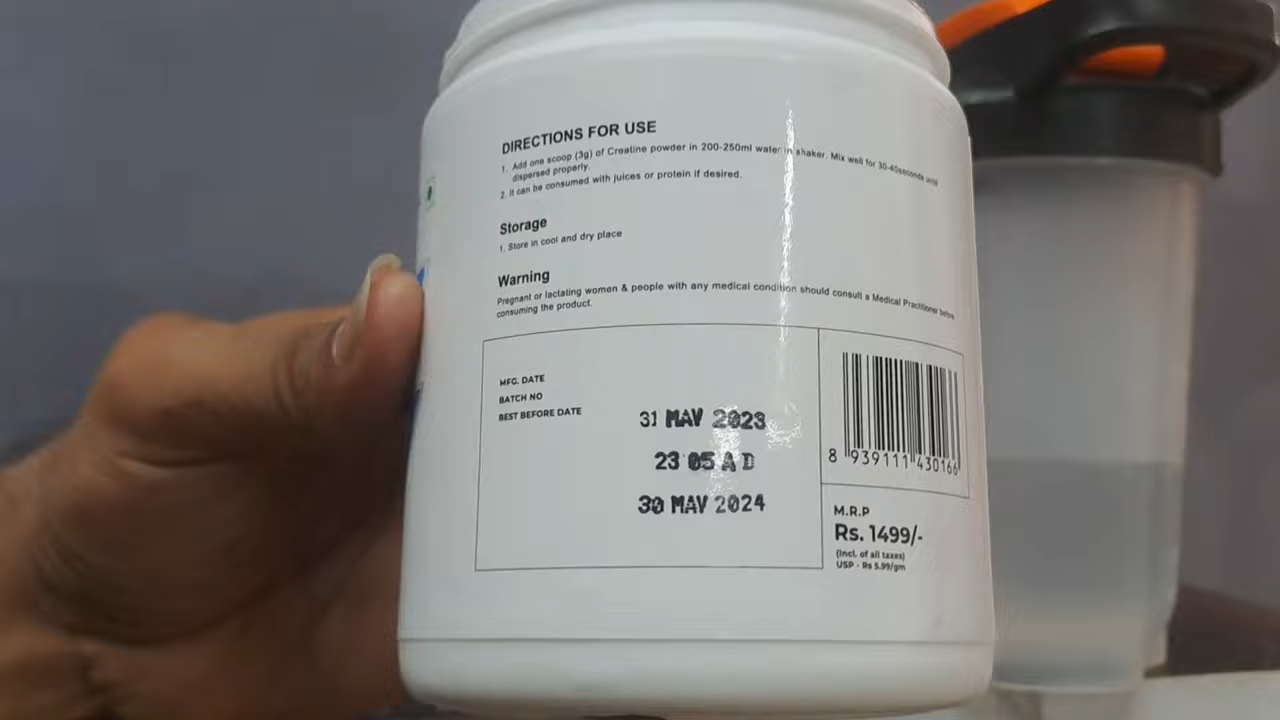 DIRECTIONS FOR USE
1. Add one scoop (3g) of Creatine powder in 200-250ml water in shaker. Mix well for 30-40seconds until
dispersed properly.
2. It can be consumed with juices or protein if desired.
Storage
1. Store in cool and dry place
Warning
Pregnant or lactating women & people with any medical condition should consult a Medical Practitioner before
consuming the product.
MFG. DATE
BATCH NO
BEST BEFORE DATE
31 MAY 2023
23 05 A D
30 MAY 2024
8 939111 430166
M.R.P
Rs. 1499/-
(Incl. of all taxes)
USP - Rs 5.99/gm